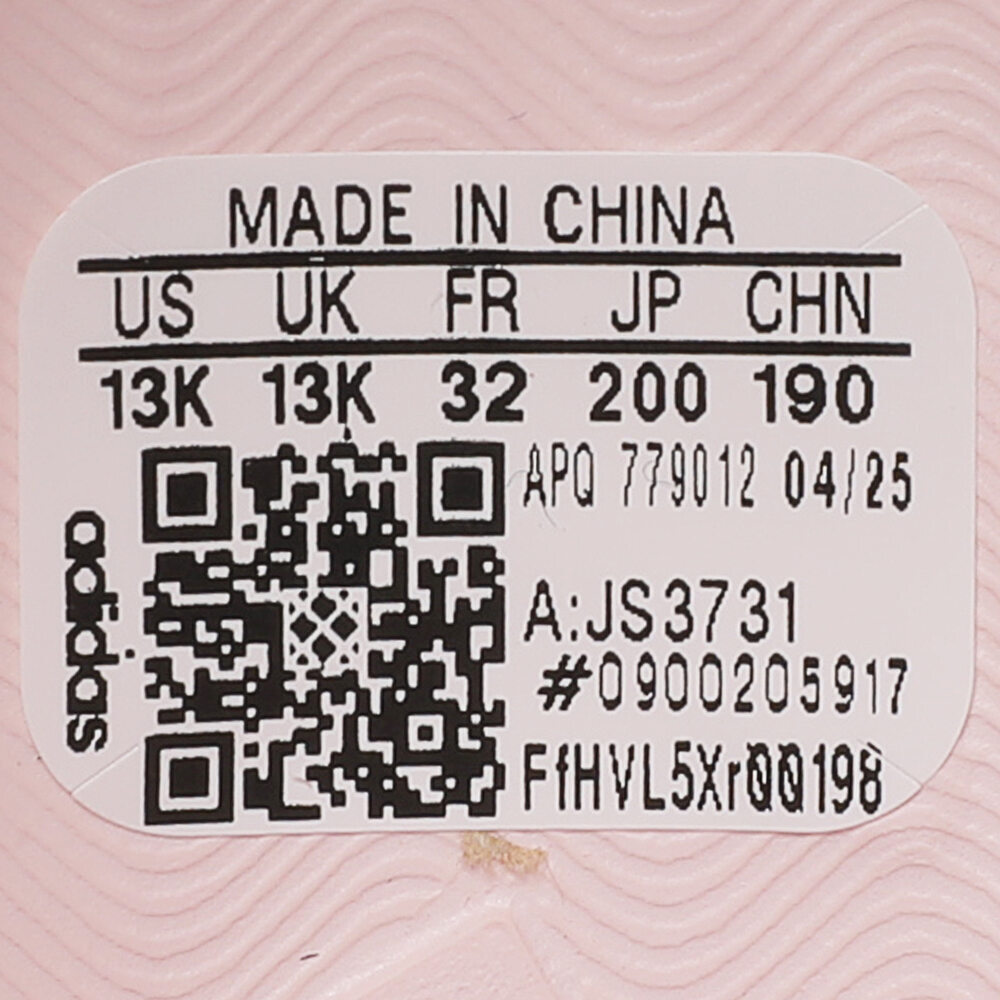 MADE IN CHINA
US UK FR JP CHN
13K 13K 32 200 190
APQ 779012 04/25
A:JS3731
#0900205917
FfHVL5Xr00198